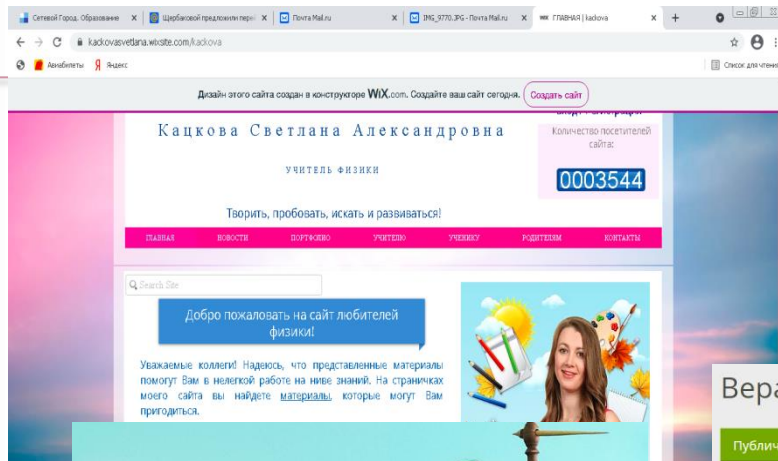 Сетевой Город. Образование
Щербаковой предложили пере
Почта Mail.ru
IMG_9770.JPG - Почта Mail.ru
ГЛАВНАЯ | kackova
kackovasvetlana.wixsite.com/kackova
Авиабилеты
Яндекс
Список для чтения
Дизайн этого сайта создан в конструкторе WiX.com. Создайте ваш сайт сегодня.
Создать сайт
Кацкова Светлана Александровна
Количество посетителей
сайта:
УЧИТЕЛЬ ФИЗИКИ
0003544
Творить, пробовать, искать и развиваться!
ГЛАВНАЯ НОВОСТИ ПОРТФОЛИО УЧИТЕЛЮ УЧЕНИКУ РОДИТЕЛЯМ КОНТАКТЫ
Search Site
Добро пожаловать на сайт любителей
физики!
Уважаемые коллеги! Надеюсь, что представленные материалы
помогут Вам в нелегкой работе на ниве знаний. На страничках
моего сайта вы найдете материалы, которые могут Вам
пригодиться.
Вера
Публич